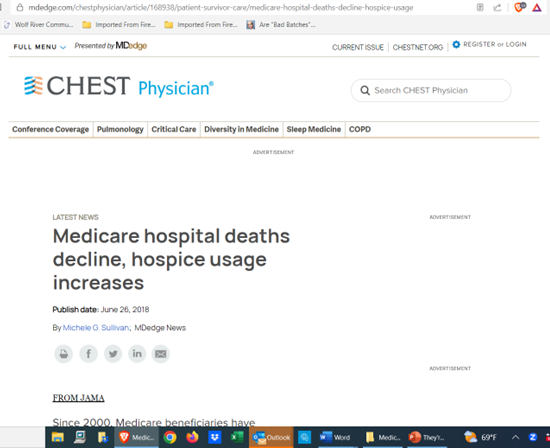 mdedge.com/chestphysician/article/168938/patient-survivor-care/medicare-hospital-deaths-decline-hospice-usage
Wolf River Commu... Imported From Fire... Imported From Fire... Are "Bad Batches"...
FULL MENU Presented by MDedge CURRENT ISSUE CHESTNET.ORG REGISTER or LOGIN
CHEST Physician® Search CHEST Physician
Conference Coverage Pulmonology Critical Care Diversity in Medicine Sleep Medicine COPD
ADVERTISEMENT
LATEST NEWS ADVERTISEMENT
Medicare hospital deaths
decline, hospice usage
increases
Publish date: June 26, 2018
By Michele G. Sullivan; MDedge News
ADVERTISEMENT
FROM JAMA
Since 2000, Medicare beneficiaries have
Medic... Outlook Word Medic... They'r... 69°F